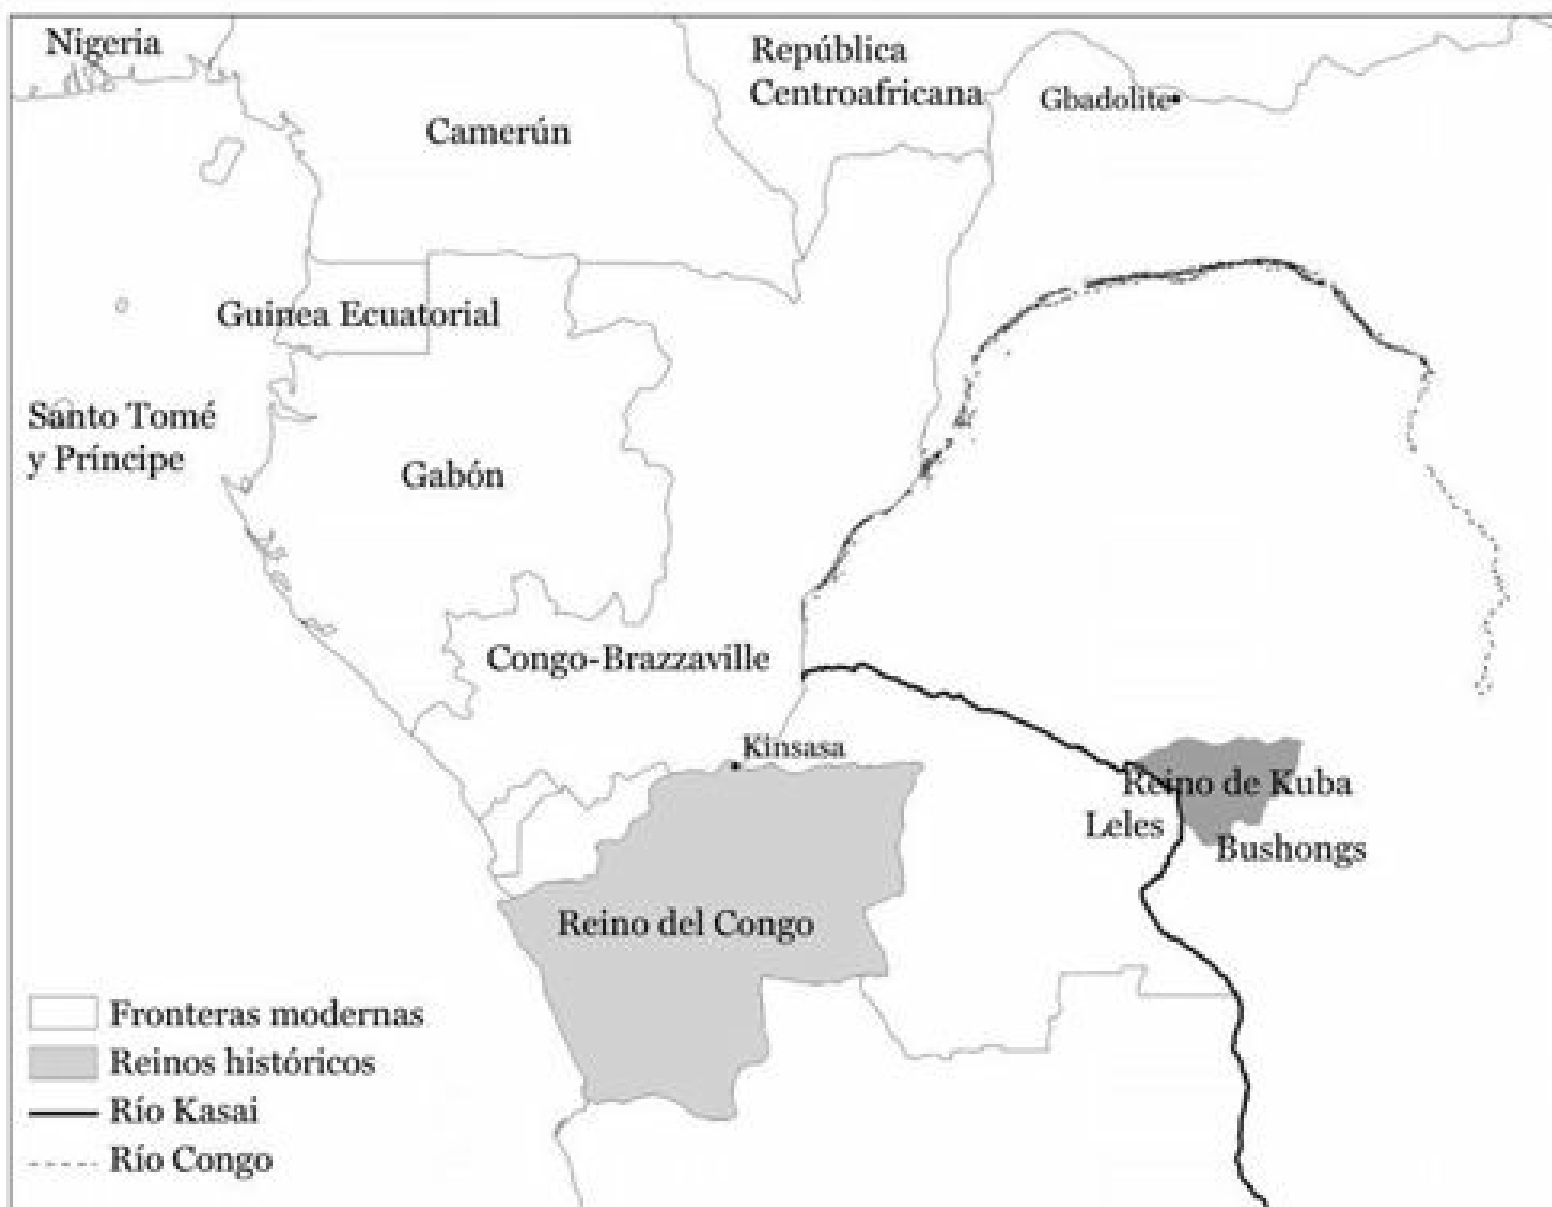 Nigeria
República
Centroafricana
Gbadolite
Camerún
Guinea Ecuatorial
Santo Tomé
y Príncipe
Gabón
Congo-Brazzaville
Kinsasa
Reino de Kuba
Leles
Bushongs
Reino del Congo
Fronteras modernas
Reinos históricos
Río Kasai
Río Congo